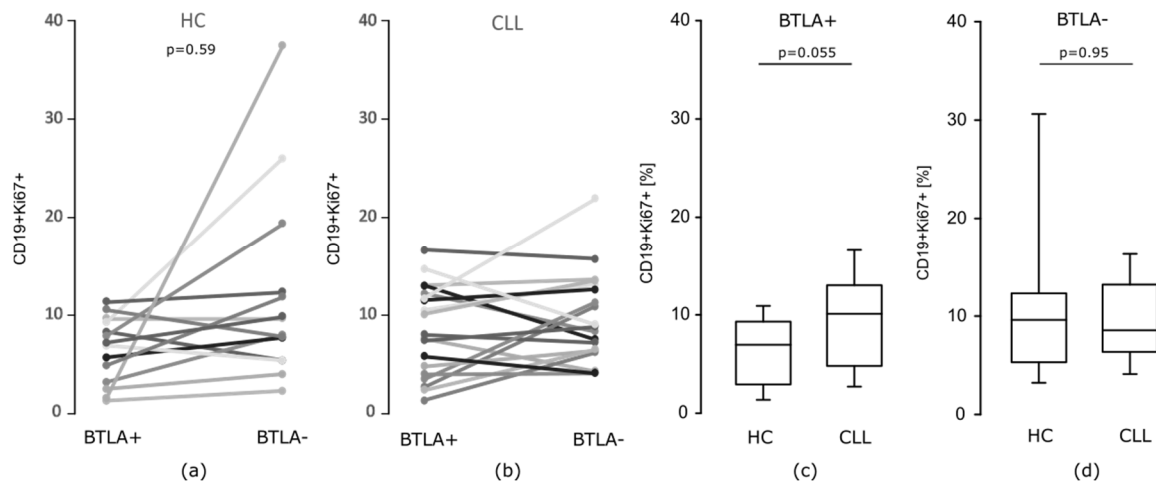 HC
p=0.59
CD19+Ki67+
40
30
20
10
0
BTLA+
BTLA-
(a)
CLL
CD19+Ki67+
40
30
20
10
0
BTLA+
BTLA-
(b)
BTLA+
p=0.055
CD19+Ki67+ [%]
40
30
20
10
0
HC
CLL
(c)
BTLA-
p=0.95
CD19+Ki67+ [%]
40
30
20
10
0
HC
CLL
(d)